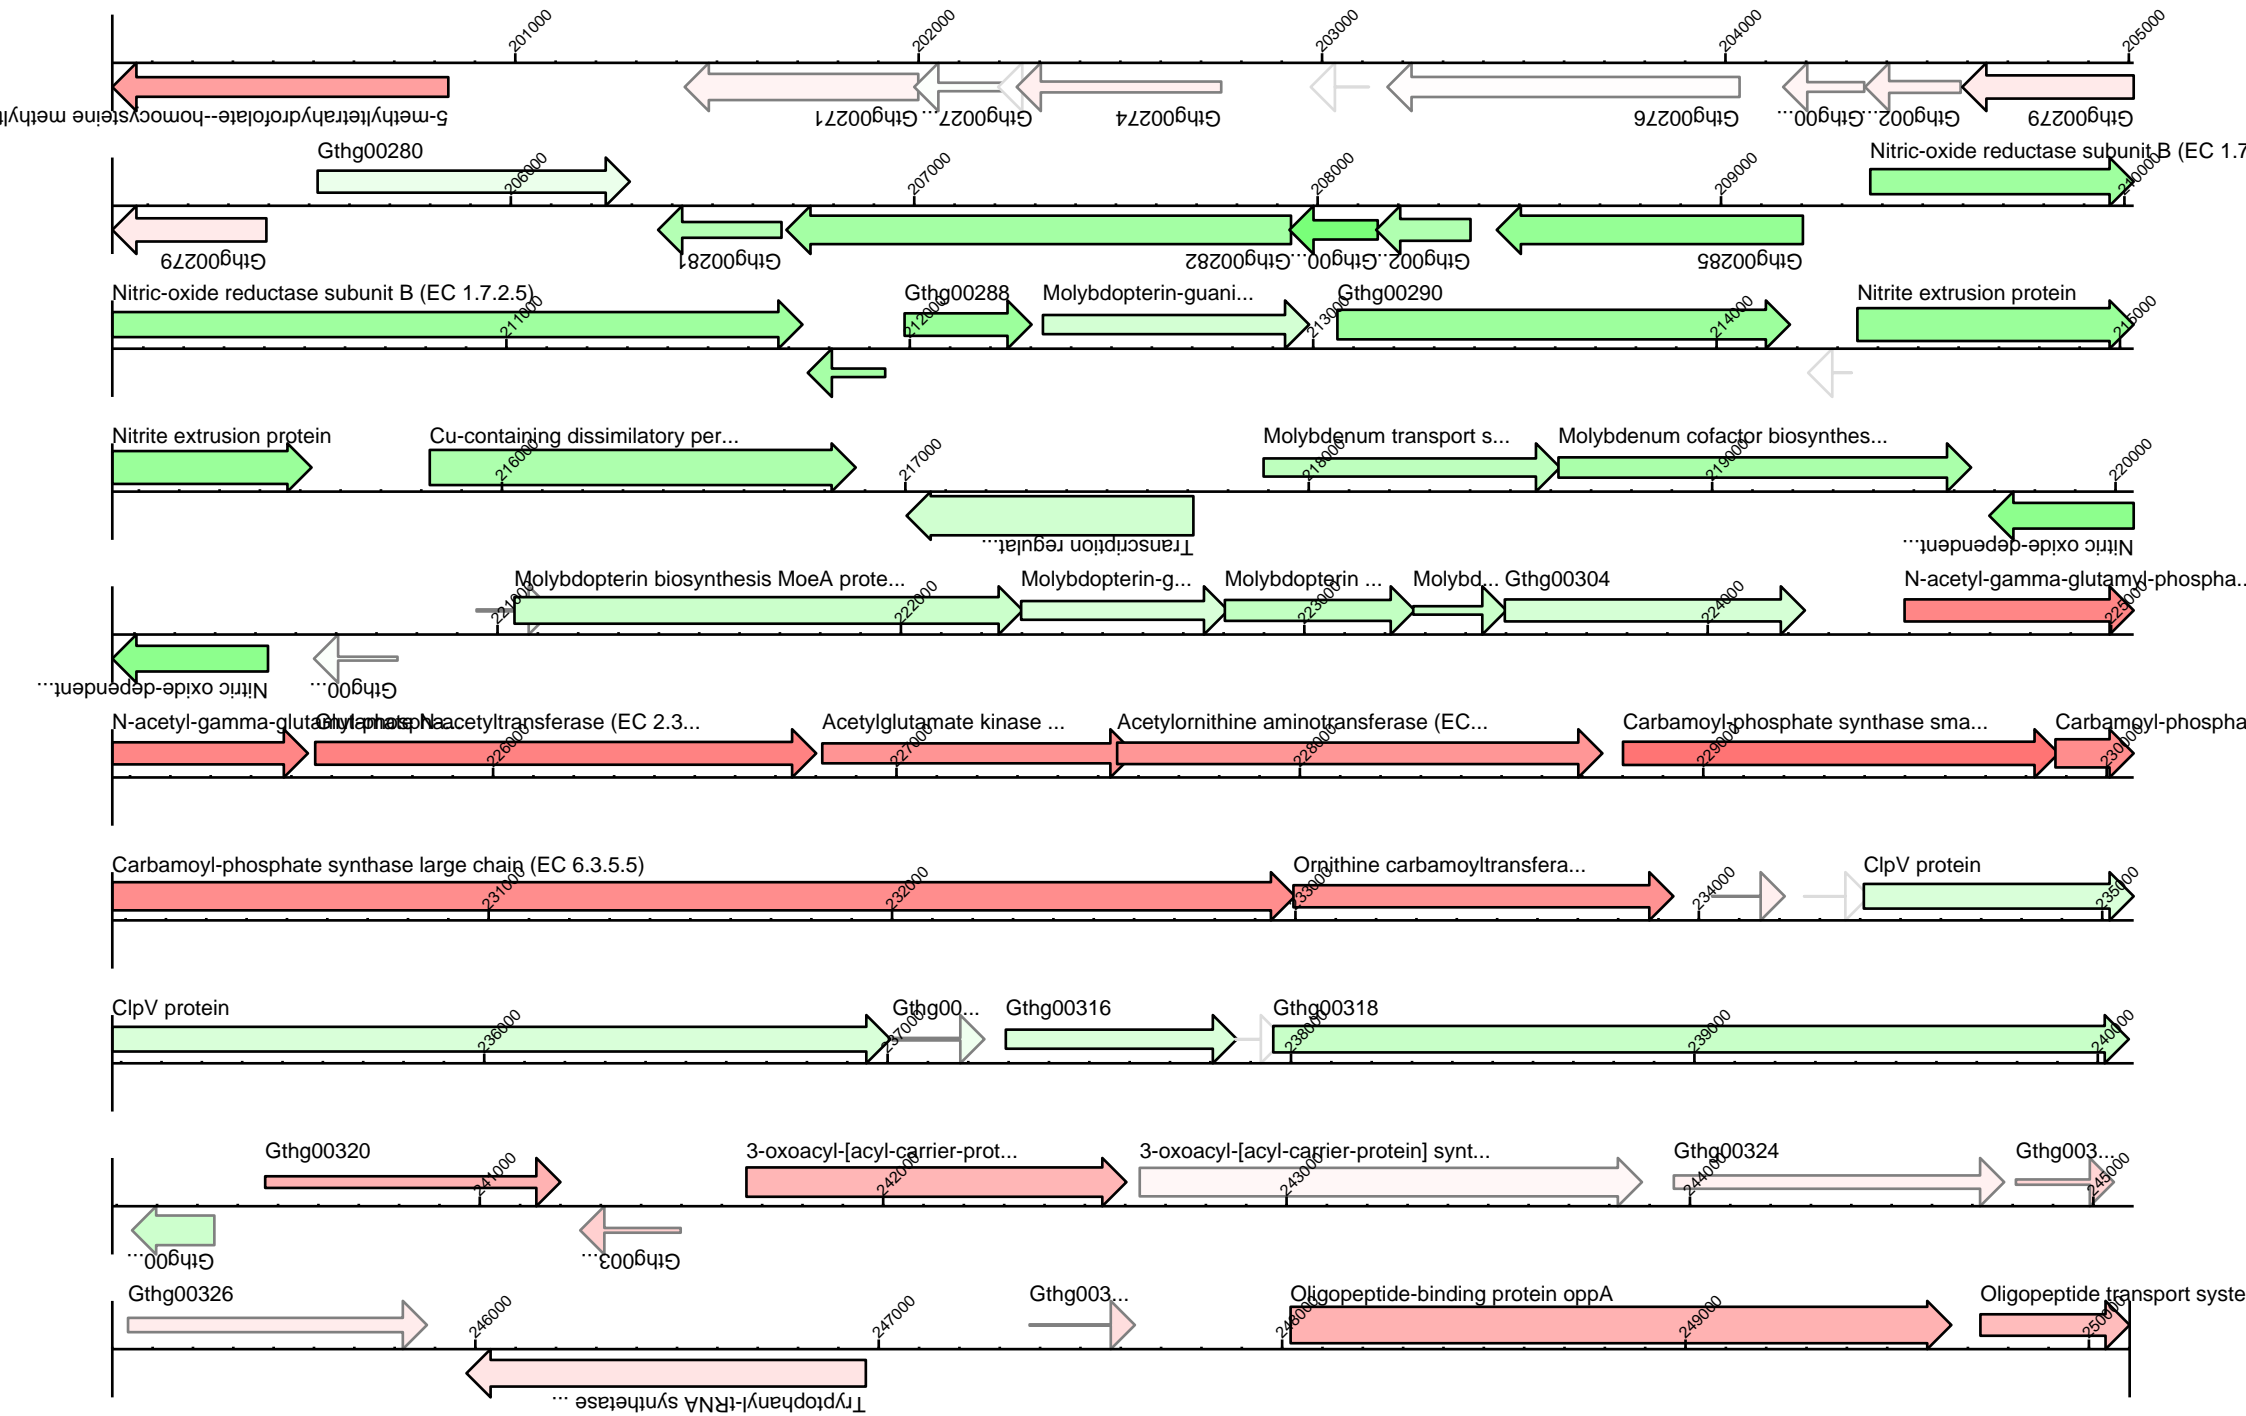 201000 202000 203000 204000 205000
5-methyltetrahydrofolate--homocysteine methylt
Gthg00271 Gthg0027... Gthg00274 Gthg00276 Gthg00... Gthg002... Gthg00279
Gthg00280 Nitric-oxide reductase subunit B (EC 1.7
206000 207000 208000 209000 210000
Gthg00279 Gthg00281 Gthg00282 Gthg00... Gthg002... Gthg00285
Nitric-oxide reductase subunit B (EC 1.7.2.5) Gthg00288 Molybdopterin-guani... Gthg00290 Nitrite extrusion protein
211000 212000 213000 214000 215000
Nitrite extrusion protein Cu-containing dissimilatory per... Molybdenum transport s... Molybdenum cofactor biosynthes...
216000 217000 218000 219000 220000
Transcription regulat... Nitric oxide-dependent...
Molybdopterin biosynthesis MoeA prote... Molybdopterin-g... Molybdopterin ... Molybd... Gthg00304 N-acetyl-gamma-glutamyl-phospha...
221000 222000 223000 224000 225000
Nitric oxide-dependent... Gthg00...
N-acetyl-gamma-glutamyl-phospha... Glutamate N-acetyltransferase (EC 2.3... Acetylglutamate kinase ... Acetylornithine aminotransferase (EC... Carbamoyl-phosphate synthase sma... Carbamoyl-phospha
226000 227000 228000 229000 230000
Carbamoyl-phosphate synthase large chain (EC 6.3.5.5) Ornithine carbamoyltransfera... ClpV protein
231000 232000 233000 234000 235000
ClpV protein Gthg00... Gthg00316 Gthg00318
236000 237000 238000 239000 240000
Gthg00320 3-oxoacyl-[acyl-carrier-prot... 3-oxoacyl-[acyl-carrier-protein] synt... Gthg00324 Gthg003...
241000 242000 243000 244000 245000
Gthg00... Gthg003...
Gthg00326 Gthg003... Oligopeptide-binding protein oppA Oligopeptide transport syste
246000 247000 248000 249000 250000
Tryptophanyl-tRNA synthetase ...